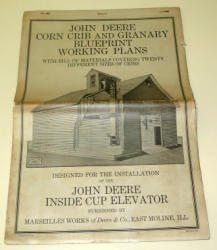 JOHN DEERE
CORN CRIB AND GRANARY
BLUEPRINT
WORKING PLANS
WITH BILL OF MATERIALS COVERING TWENTY
DIFFERENT SIZES OF CRIBS
DESIGNED FOR THE INSTALLATION
OF THE
JOHN DEERE
INSIDE CUP ELEVATOR
FURNISHED BY
MARSEILLES WORKS of Deere & Co., EAST MOLINE, ILL.